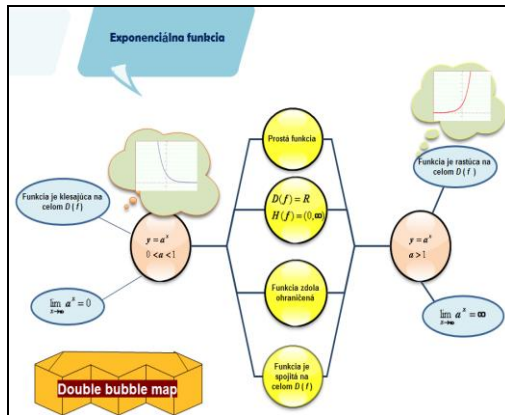 Exponenciálna funkcia
Funkcia je klesajúca na
celom D ( f )
y = a^x
0 < a < 1
lim a^x = 0
x→∞
Prostá funkcia
D(f) = R
H(f) = (0,∞)
Funkcia zdola
ohraničená
Funkcia je
spojitá na
celom D ( f )
Funkcia je rastúca na
celom D ( f )
y = a^x
a > 1
lim a^x = ∞
x→∞
Double bubble map